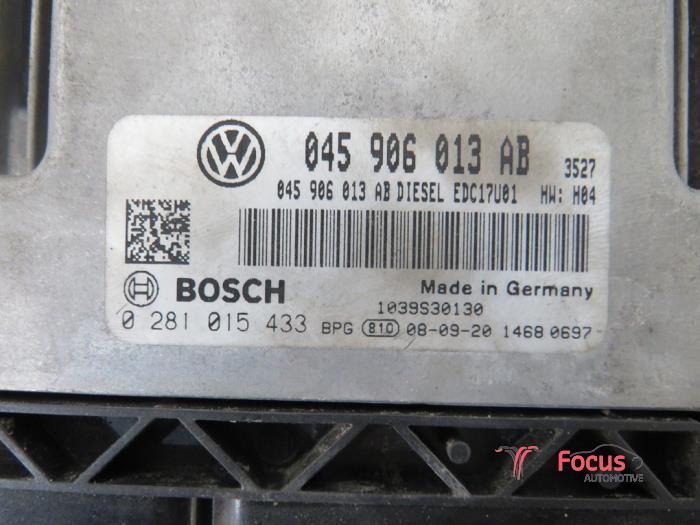 045 906 013 AB 3527
045 906 013 AB DIESEL EDC17U01 HW: H04
BOSCH Made in Germany
1039S30130
0 281 015 433 BPG 810 08-09-20 1468 0697
Focus
AUTOMOTIVE